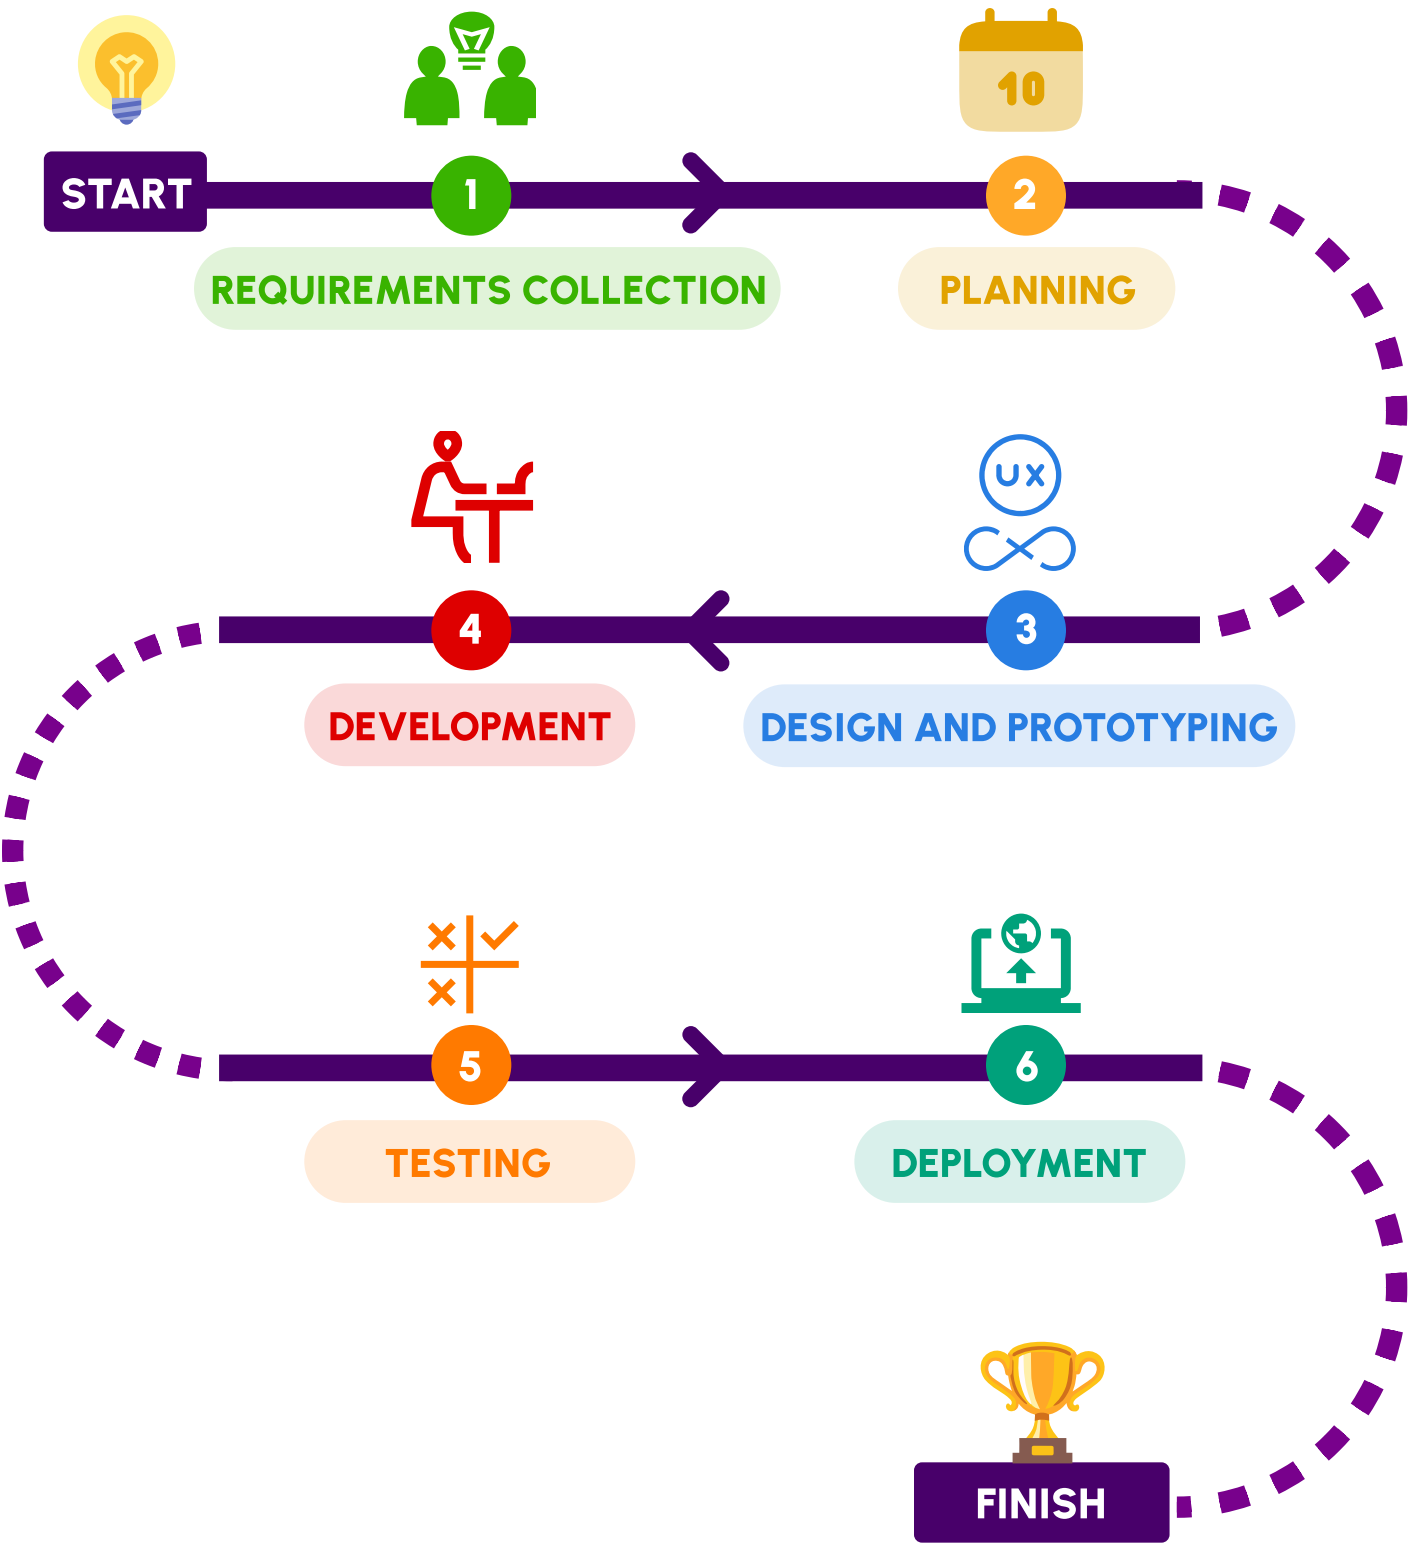 START
1
REQUIREMENTS COLLECTION
10
2
PLANNING
UX
3
DESIGN AND PROTOTYPING
4
DEVELOPMENT
5
TESTING
6
DEPLOYMENT
FINISH